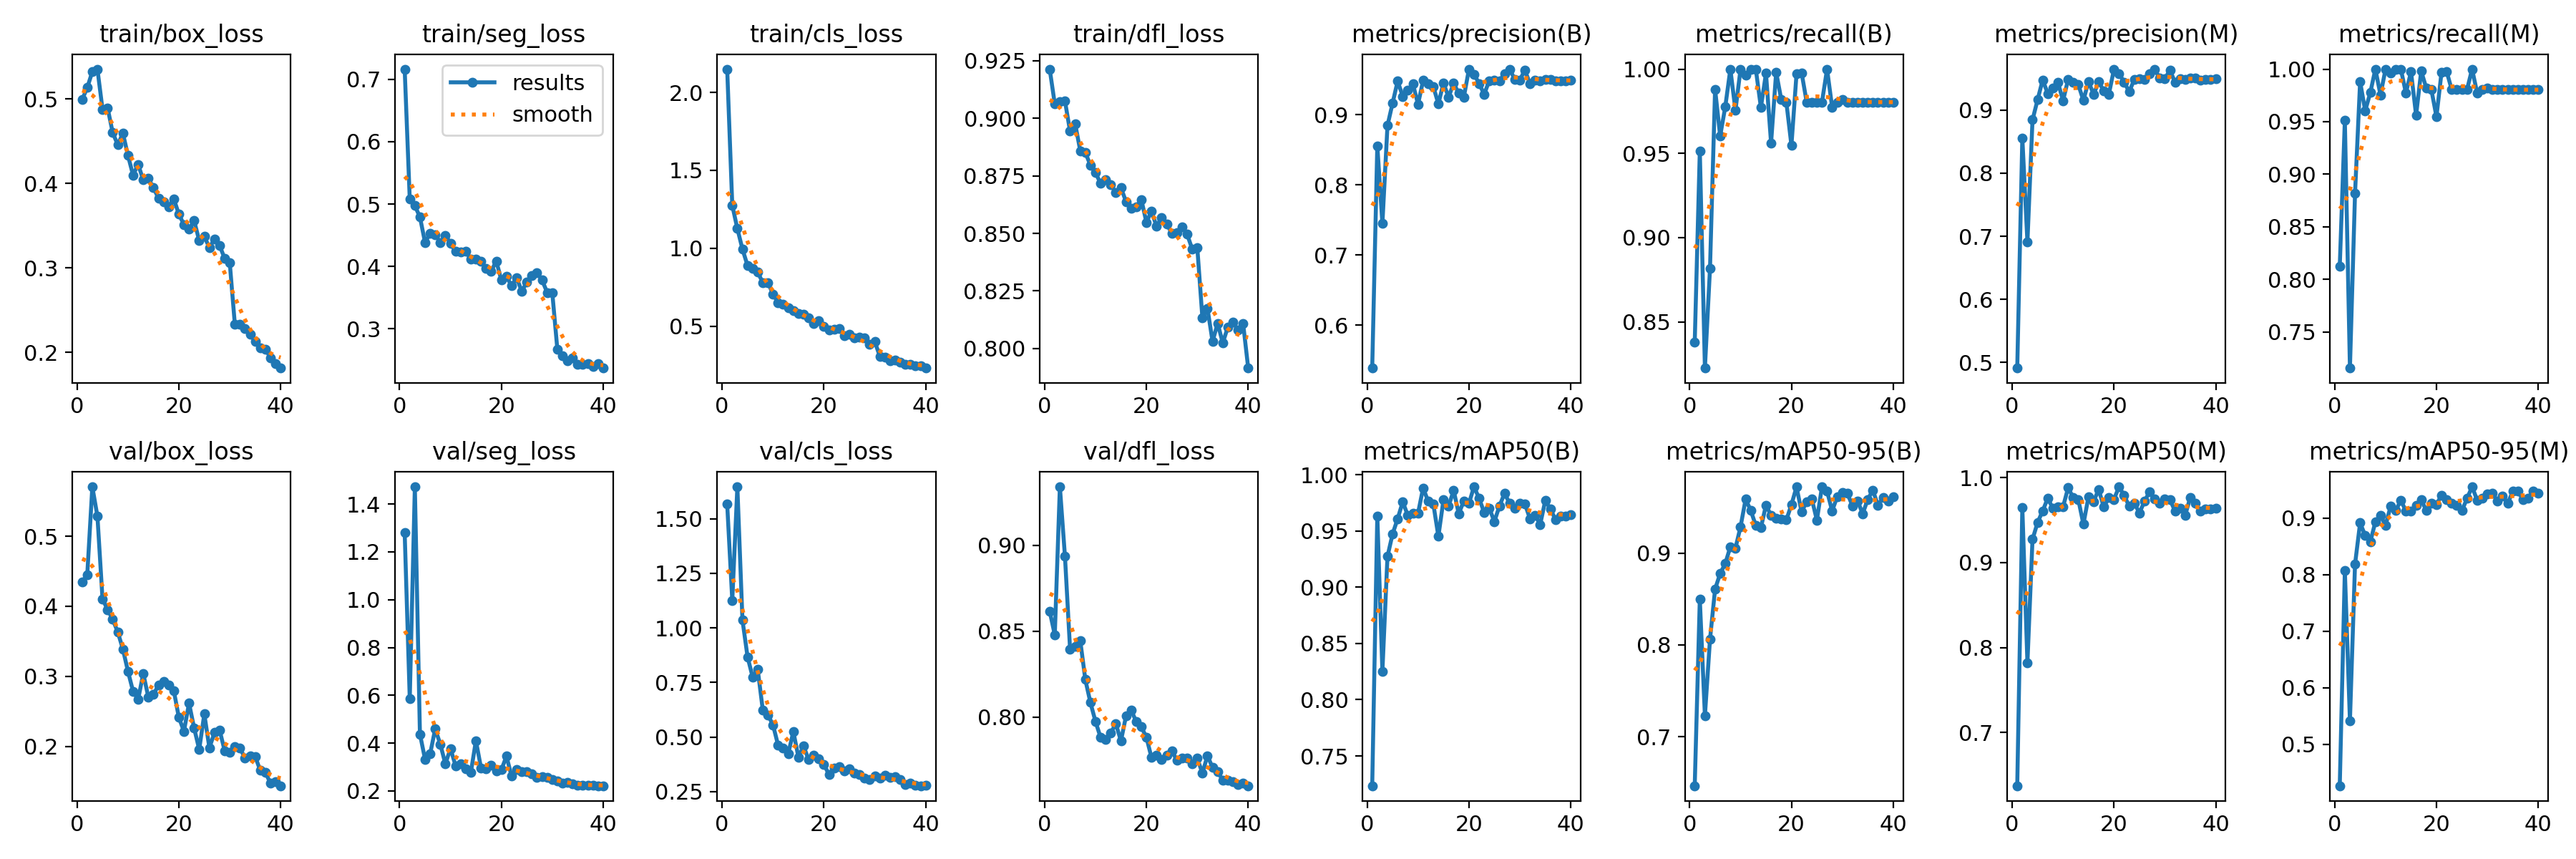 train/box_loss
train/seg_loss
train/cls_loss
train/dfl_loss
metrics/precision(B)
metrics/recall(B)
metrics/precision(M)
metrics/recall(M)
results
smooth
0.5
0.4
0.3
0.2
0 20 40
0.7
0.6
0.5
0.4
0.3
0 20 40
2.0
1.5
1.0
0.5
0 20 40
0.925
0.900
0.875
0.850
0.825
0.800
0 20 40
0.9
0.8
0.7
0.6
0 20 40
1.00
0.95
0.90
0.85
0 20 40
0.9
0.8
0.7
0.6
0.5
0 20 40
1.00
0.95
0.90
0.85
0.80
0.75
0 20 40
val/box_loss
val/seg_loss
val/cls_loss
val/dfl_loss
metrics/mAP50(B)
metrics/mAP50-95(B)
metrics/mAP50(M)
metrics/mAP50-95(M)
0.5
0.4
0.3
0.2
0 20 40
1.4
1.2
1.0
0.8
0.6
0.4
0.2
0 20 40
1.50
1.25
1.00
0.75
0.50
0.25
0 20 40
0.90
0.85
0.80
0 20 40
1.00
0.95
0.90
0.85
0.80
0.75
0 20 40
0.9
0.8
0.7
0 20 40
1.0
0.9
0.8
0.7
0 20 40
0.9
0.8
0.7
0.6
0.5
0 20 40